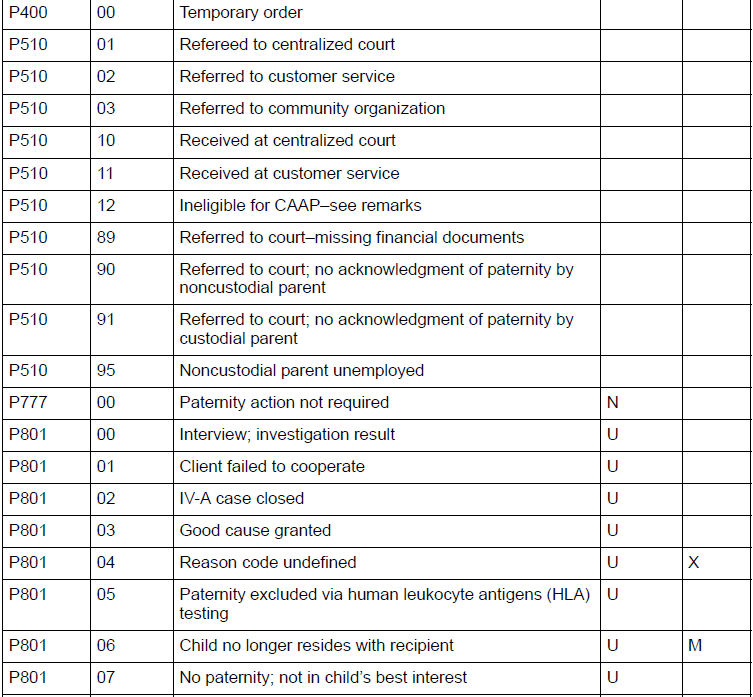 P400 00 Temporary order
P510 01 Refereed to centralized court
P510 02 Referred to customer service
P510 03 Referred to community organization
P510 10 Received at centralized court
P510 11 Received at customer service
P510 12 Ineligible for CAAP–see remarks
P510 89 Referred to court–missing financial documents
P510 90 Referred to court; no acknowledgment of paternity by
noncustodial parent
P510 91 Referred to court; no acknowledgment of paternity by
custodial parent
P510 95 Noncustodial parent unemployed
P777 00 Paternity action not required N
P801 00 Interview; investigation result U
P801 01 Client failed to cooperate U
P801 02 IV-A case closed U
P801 03 Good cause granted U
P801 04 Reason code undefined U X
P801 05 Paternity excluded via human leukocyte antigens (HLA) U
testing
P801 06 Child no longer resides with recipient U M
P801 07 No paternity; not in child’s best interest U